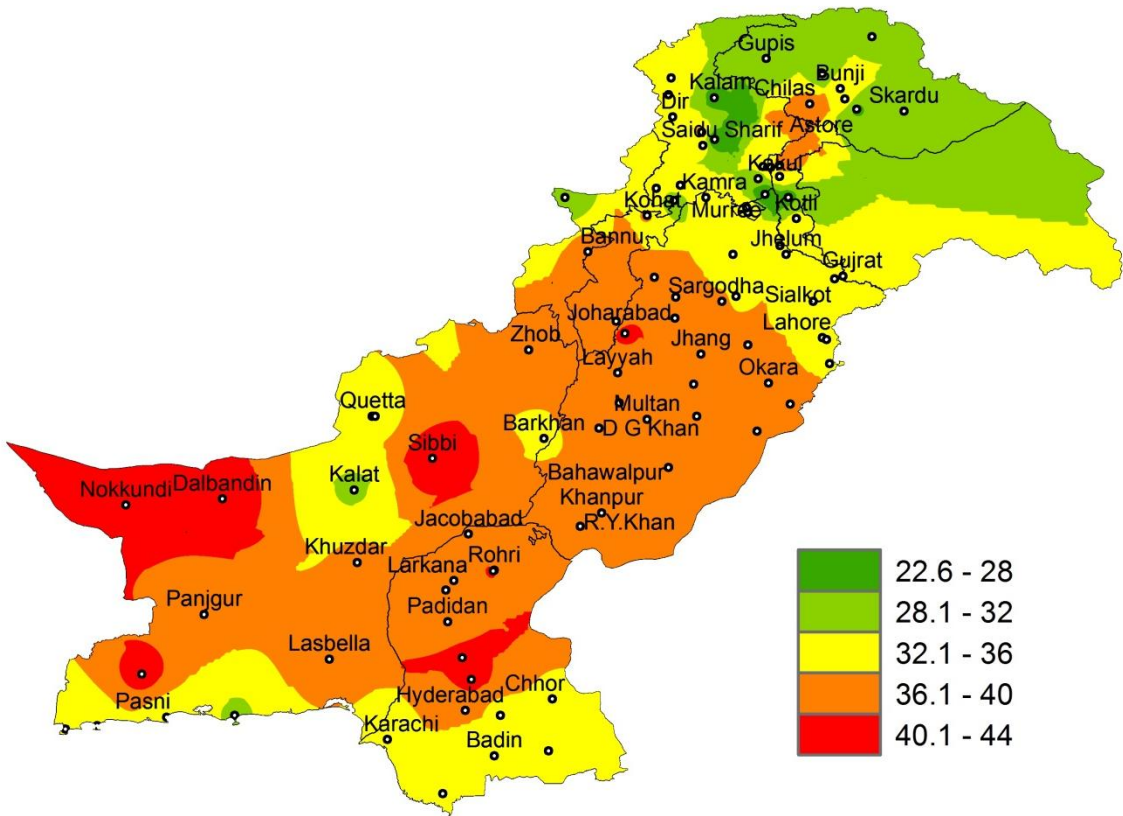 Gupis
Kalam
Chilas
Bunji
Dir
Skardu
Saidu Sharif
Astore
Kakul
Kamra
Kohat
Kotli
Bannu
Jhelum
Gujrat
Sargodha
Sialkot
Joharabad
Lahore
Zhob
Jhang
Layyah
Okara
Quetta
Multan
Barkhan
D G Khan
Sibbi
Bahawalpur
Kalat
Dalbandin
Nokkundi
Khanpur
R.Y.Khan
Jacobabad
Khuzdar
Rohri
Larkana
Panjgur
Padidan
Lasbella
Pasni
Hyderabad
Chhor
Karachi
Badin
22.6 - 28
28.1 - 32
32.1 - 36
36.1 - 40
40.1 - 44